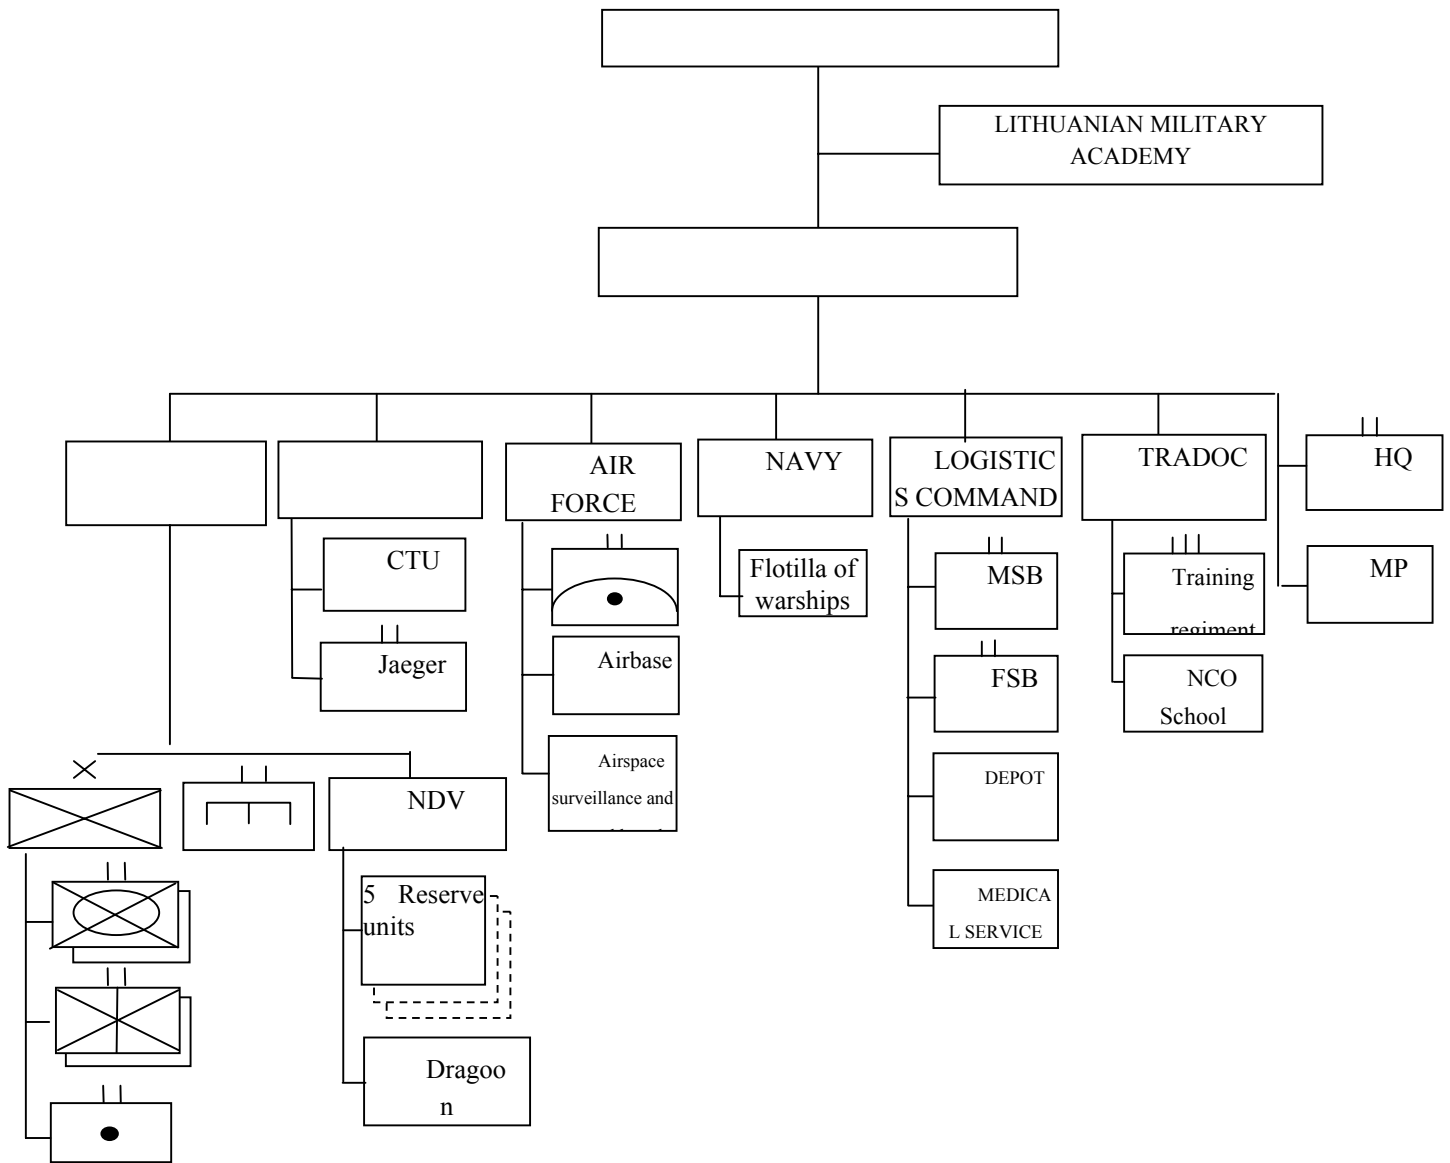 LITHUANIAN MILITARY
ACADEMY
AIR
FORCE
NAVY
LOGISTIC
S COMMAND
TRADOC
HQ
CTU
Jaeger
Flotilla of
warships
MSB
Training
regiment
MP
Airbase
FSB
NCO
School
Airspace
surveillance and
DEPOT
NDV
5 Reserve
units
MEDICA
L SERVICE
Dragoo
n